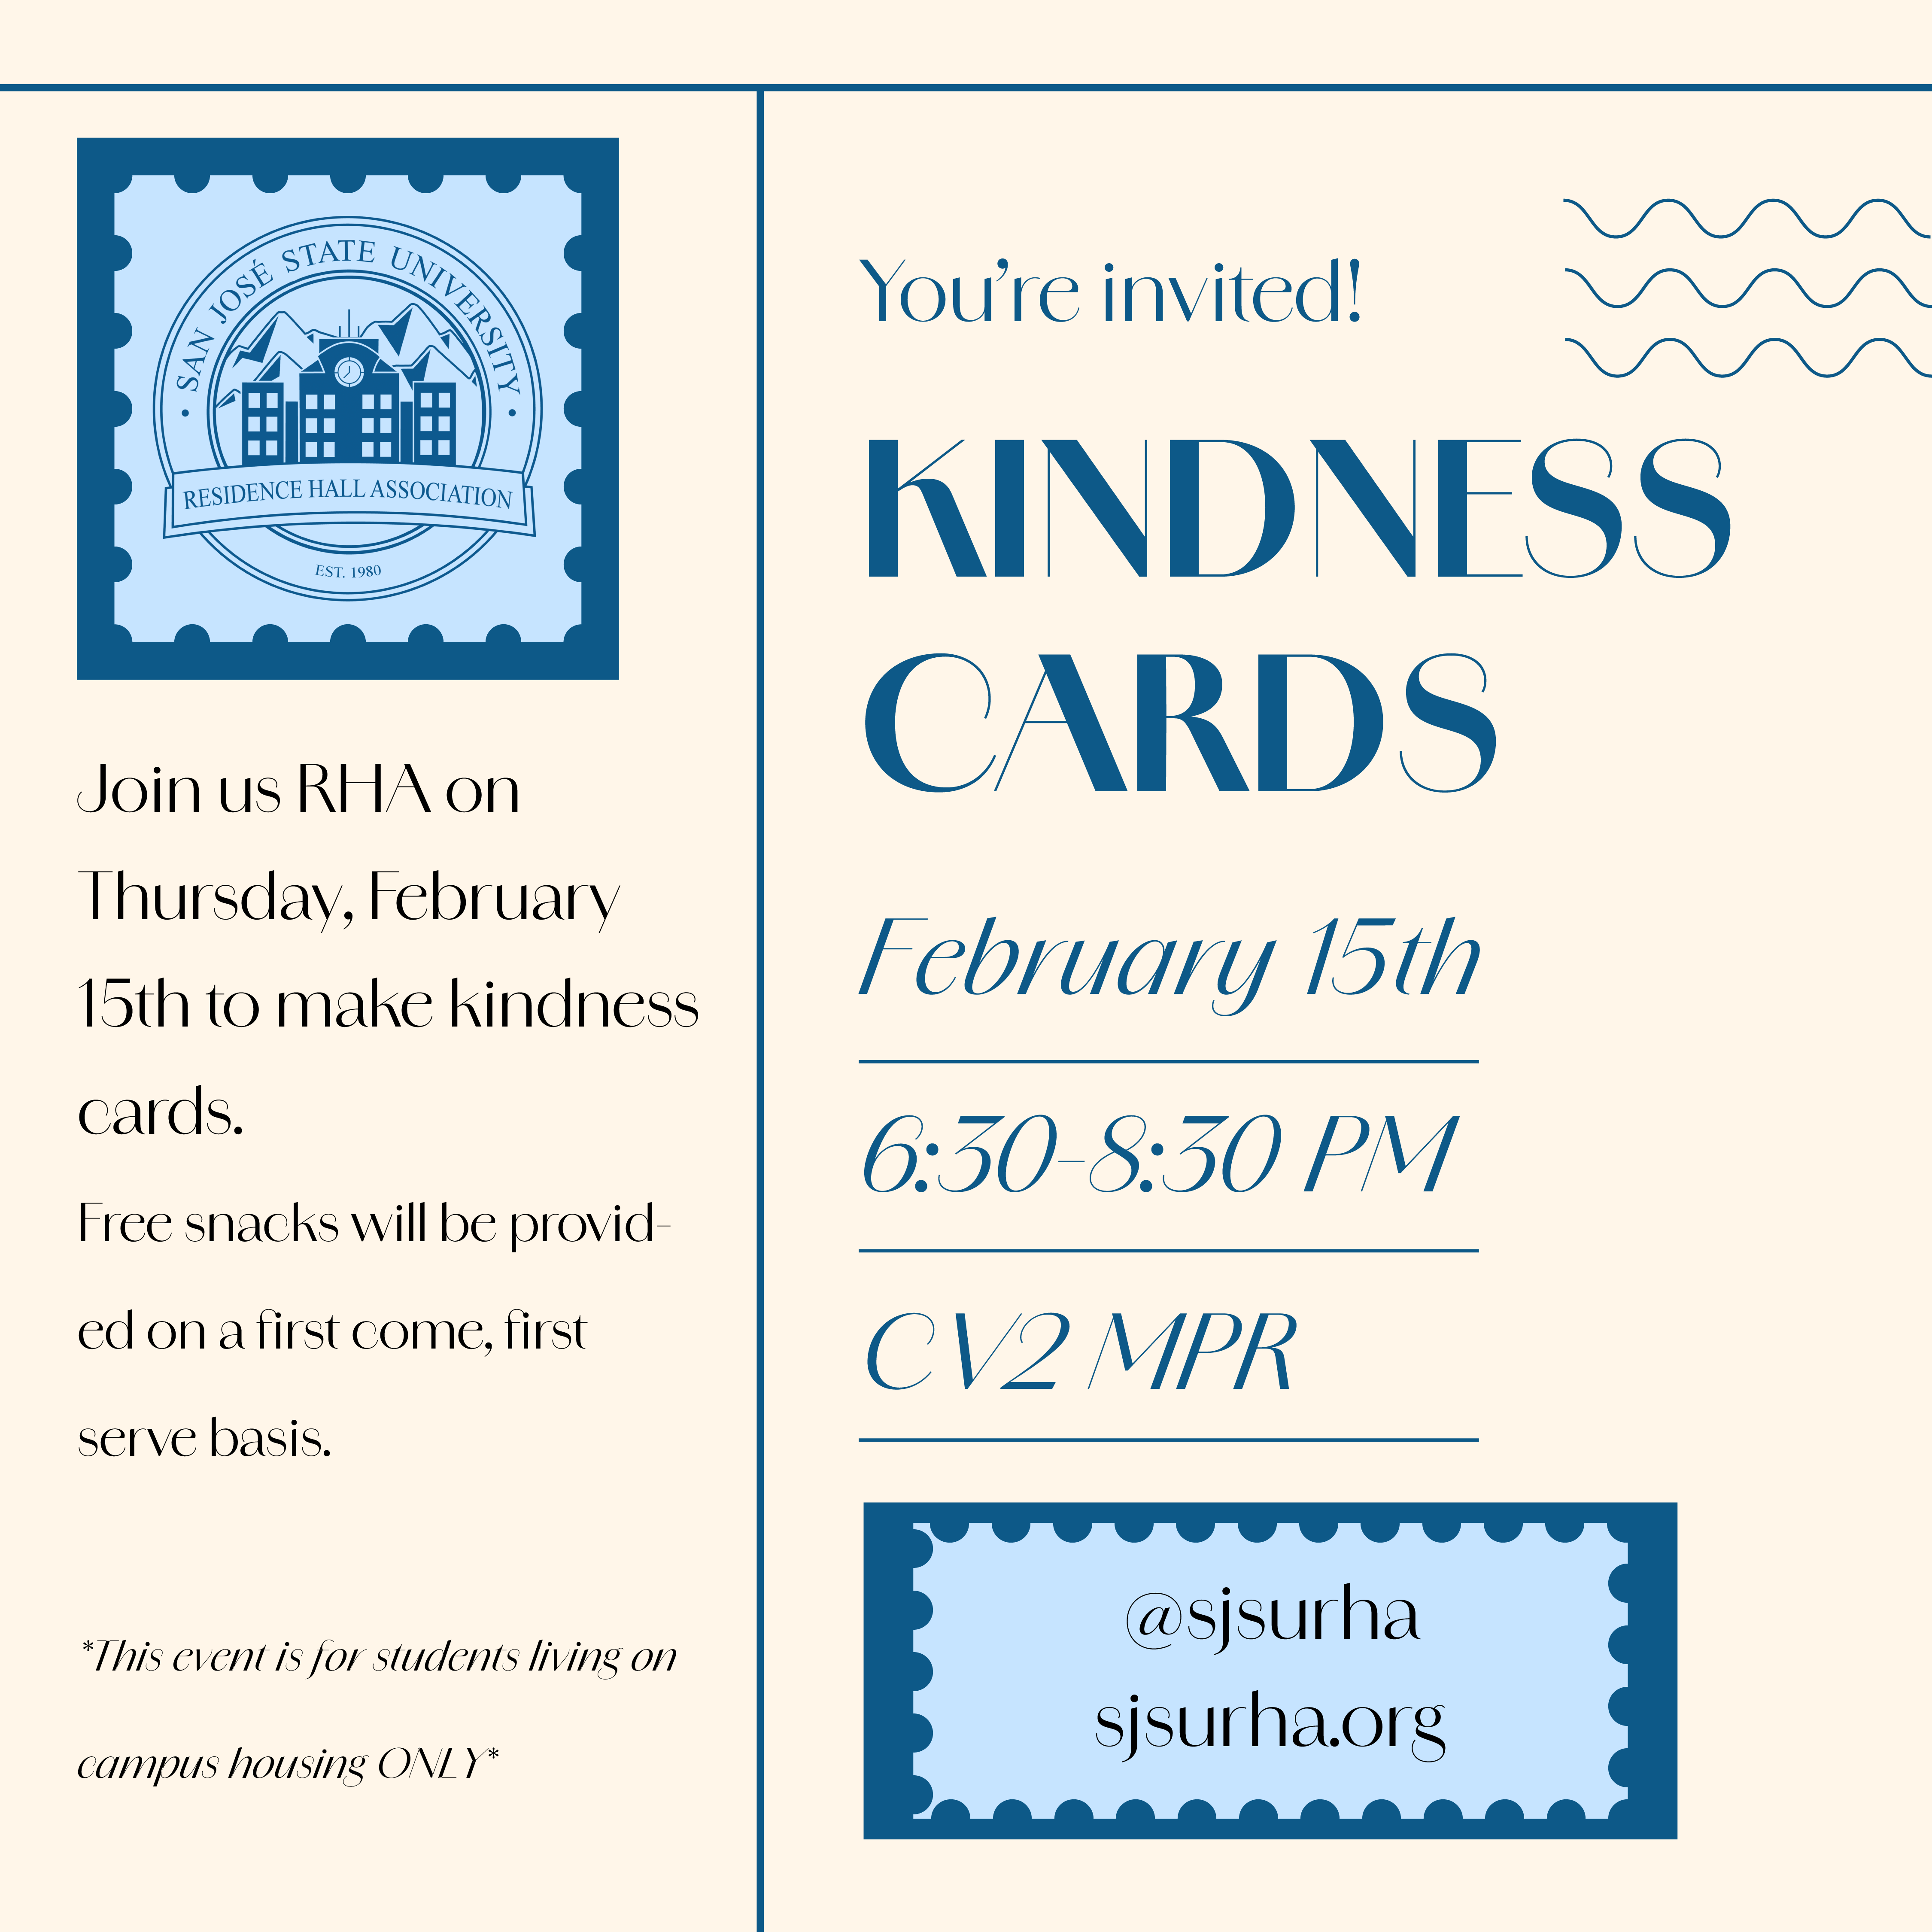 SAN JOSÉ STATE UNIVERSITY
RESIDENCE HALL ASSOCIATION
EST. 1980
Join us RHA on
Thursday, February
15th to make kindness
cards.
Free snacks will be provid-
ed on a first come, first
serve basis.
*This event is for students living on
campus housing ONLY*
You're invited!
KINDNESS
CARDS
February 15th
6:30-8:30 PM
CV2 MPR
@sjsurha
sjsurha.org